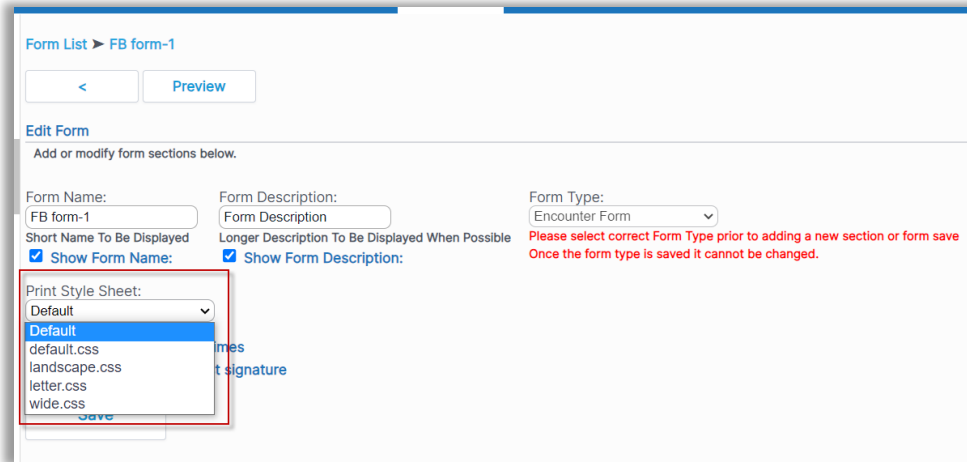 Form List ➤ FB form-1
< Preview
Edit Form
Add or modify form sections below.
Form Name: Form Description: Form Type:
FB form-1 Form Description Encounter Form
Short Name To Be Displayed Longer Description To Be Displayed When Possible Please select correct Form Type prior to adding a new section or form save
Show Form Name: Show Form Description: Once the form type is saved it cannot be changed.
Print Style Sheet:
Default
Default
default.css
landscape.css
letter.css
wide.css
signature
Save